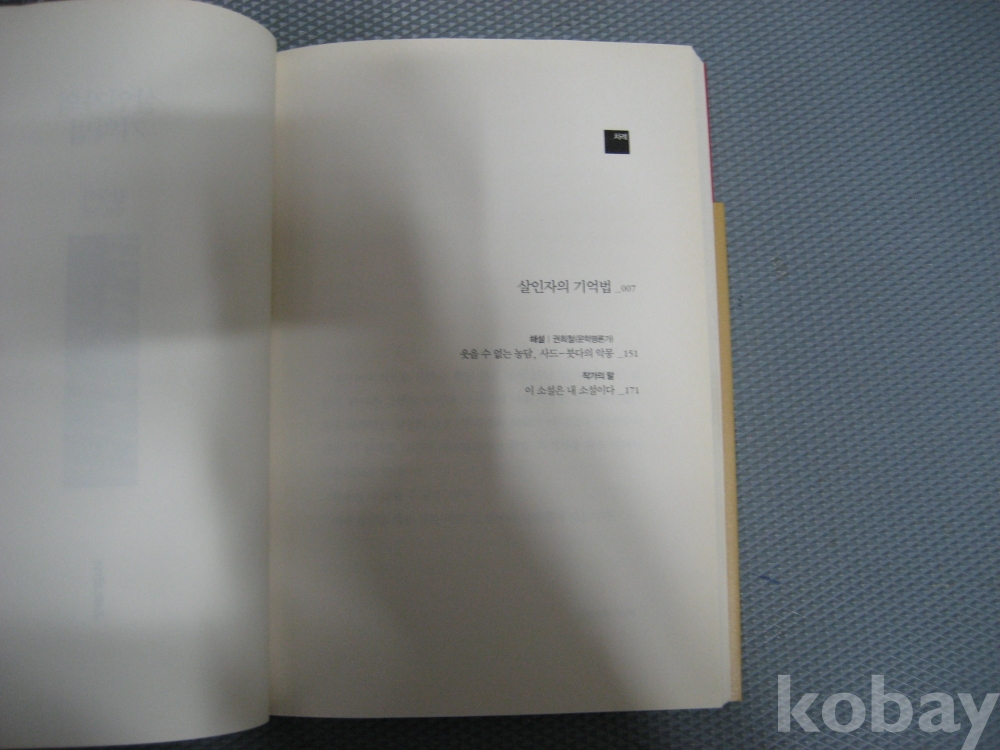 차례
살인자의 기억법 _007
해설 | 권희철(문학평론가)
웃을 수 없는 농담, 사드-붓다의 악몽 _151
작가의 말
이 소설은 내 소설이다 _171
kobay